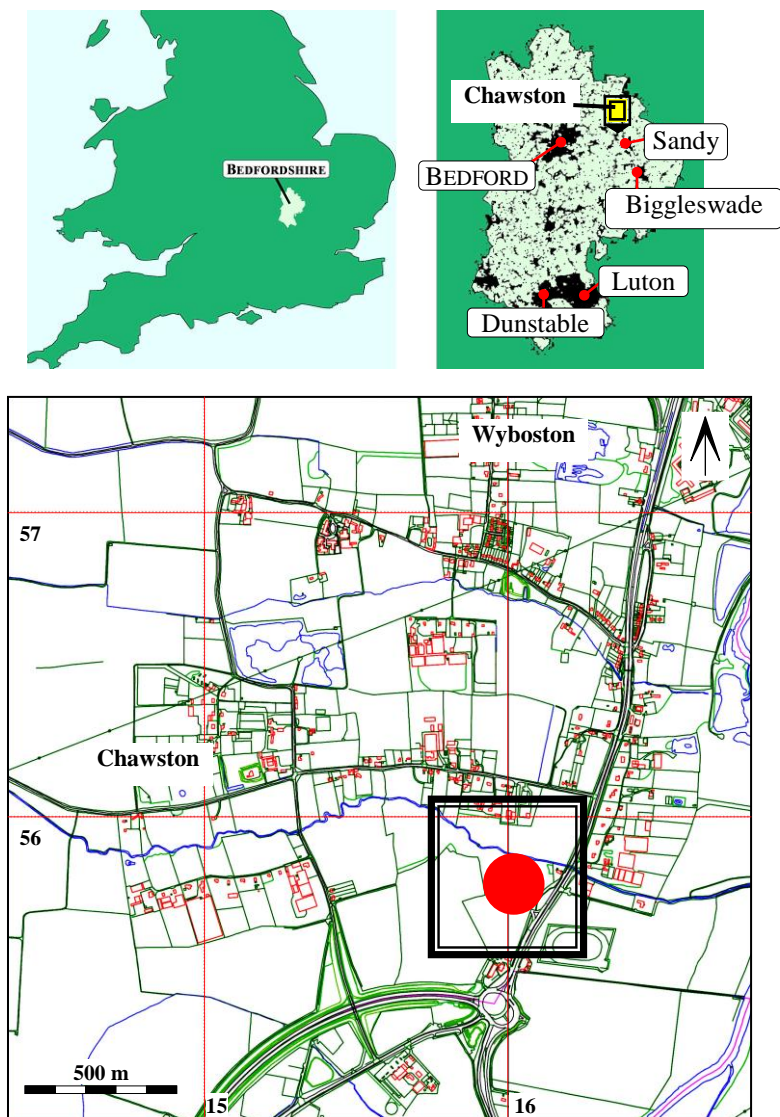 BEDFORDSHIRE
Chawston
Sandy
BEDFORD
Biggleswade
Luton
Dunstable
Wyboston
57
Chawston
56
500 m
15
16